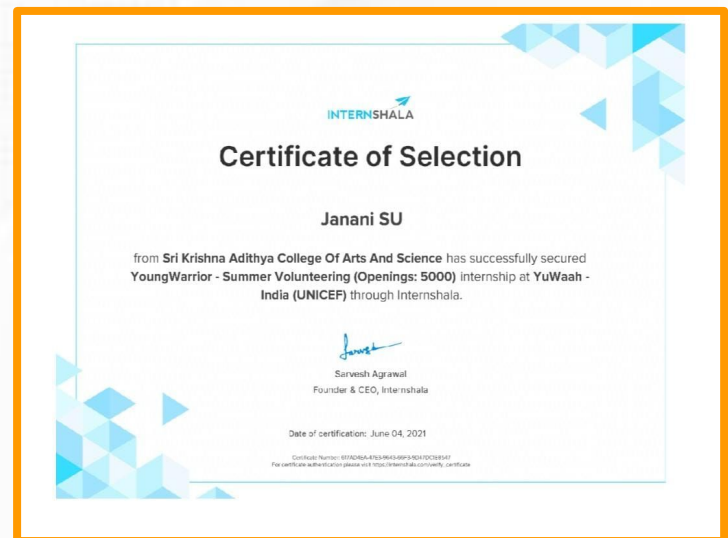 INTERNSHALA
Certificate of Selection
Janani SU
from Sri Krishna Adithya College Of Arts And Science has successfully secured
YoungWarrior - Summer Volunteering (Openings: 5000) internship at YuWaah -
India (UNICEF) through Internshala.
Sarvesh Agrawal
Founder & CEO, Internshala
Date of certification: June 04, 2021
Certificate Number:
For certificate authentication please visit https://internshala.com/verify_certificate